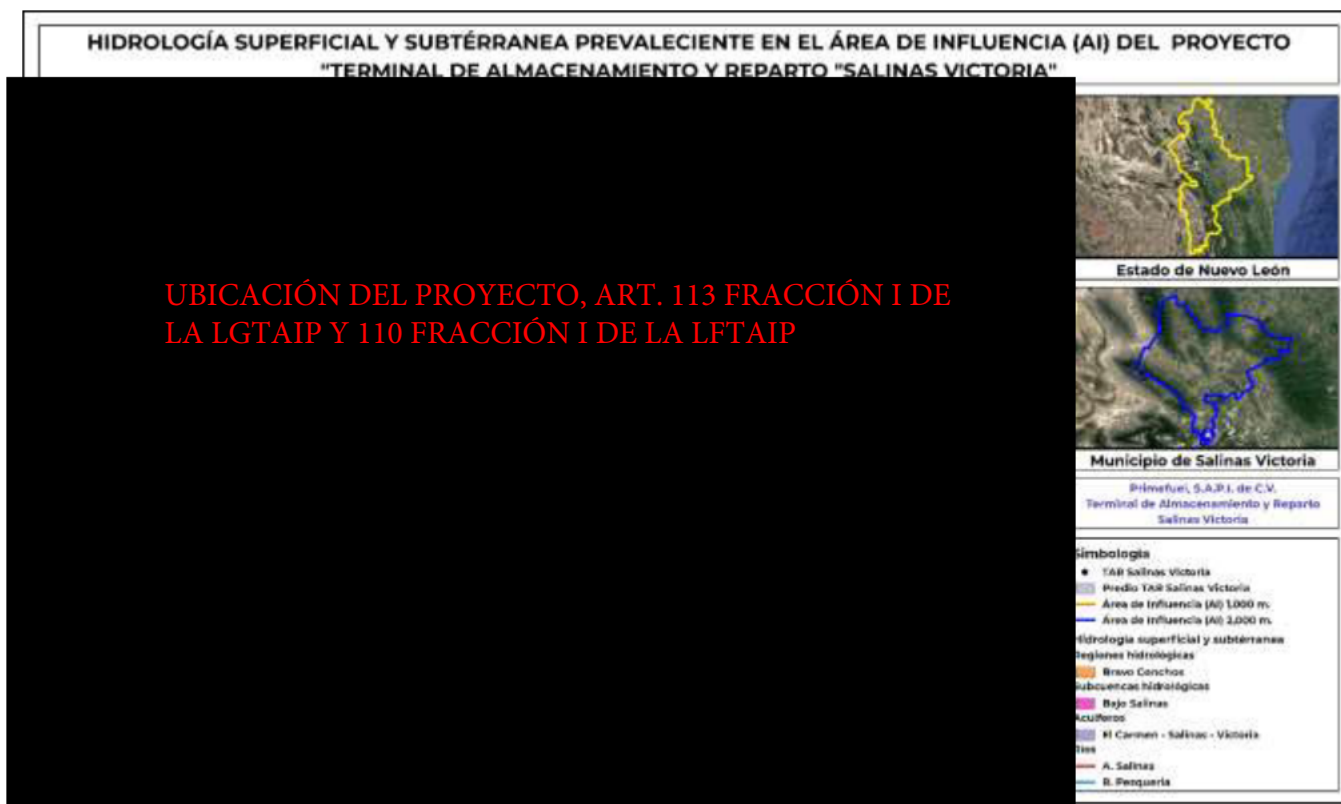 HIDROLOGÍA SUPERFICIAL Y SUBTÉRRANEA PREVALECIENTE EN EL ÁREA DE INFLUENCIA (AI) DEL PROYECTO
"TERMINAL DE ALMACENAMIENTO Y REPARTO "SALINAS VICTORIA"
UBICACIÓN DEL PROYECTO, ART. 113 FRACCIÓN I DE
LA LGTAIP Y 110 FRACCIÓN I DE LA LFTAIP
Estado de Nuevo León
Municipio de Salinas Victoria
Primefuel, S.A.P.I. de C.V.
Terminal de Almacenamiento y Reparto
Salinas Victoria
Simbología
TAR Salinas Victoria
Predio TAR Salinas Victoria
Área de Influencia (AI) 1,000 m.
Área de Influencia (AI) 2,000 m.
Hidrología superficial y subtérranea
Regiones hidrológicas
Bravo Conchos
Subcuencas hidrológicas
Bajo Salinas
Acuíferos
El Carmen - Salinas - Victoria
Ríos
A. Salinas
R. Pesquería